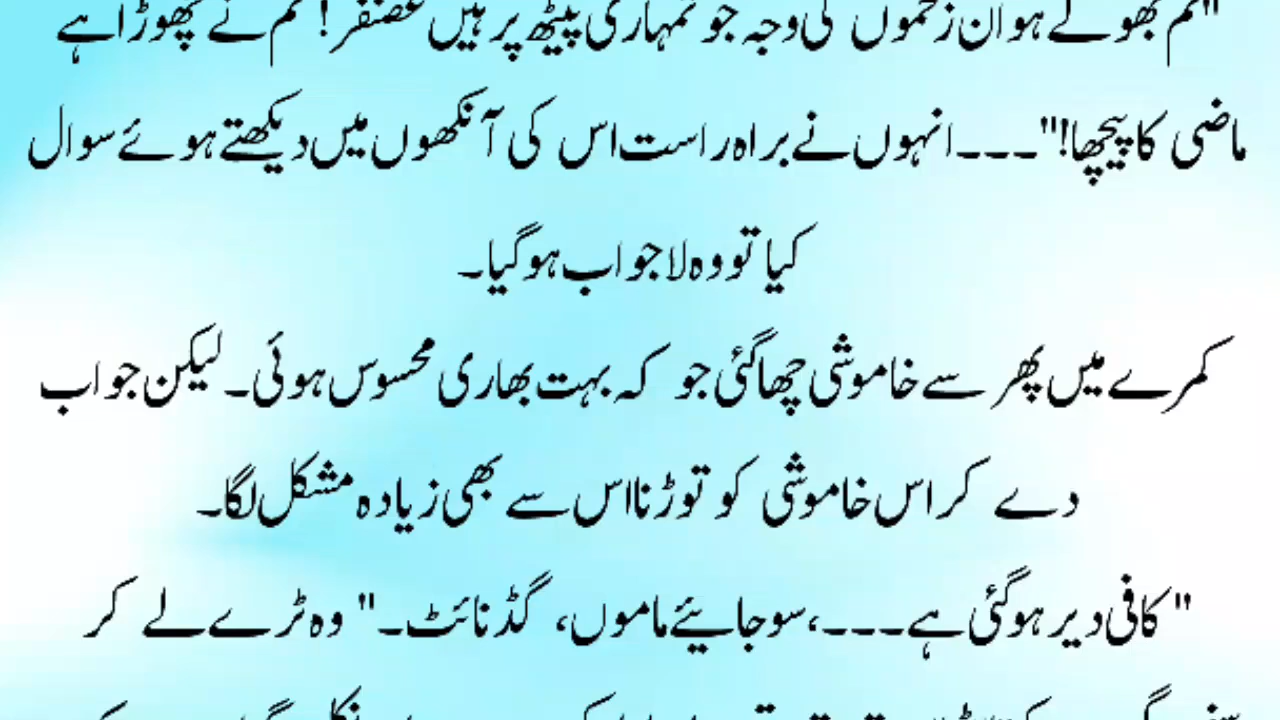 "تم بھولے ہو ان زخموں کی وجہ جو تمہاری پیٹھ پر ہیں غضنفر! تم نے چھوڑا ہے
ماضی کا پیچھا!"۔۔۔ انہوں نے براہ راست اس کی آنکھوں میں دیکھتے ہوئے سوال
کیا تو وہ لاجواب ہو گیا۔
کمرے میں پھر سے خاموشی چھا گئی جو کہ بہت بھاری محسوس ہوئی۔ لیکن جواب
دے کر اس خاموشی کو توڑنا اس سے بھی زیادہ مشکل لگا۔
"کافی دیر ہو گئی ہے۔۔۔، سو جایئے ماموں، گڈ نائٹ۔" وہ ٹرے لے کر